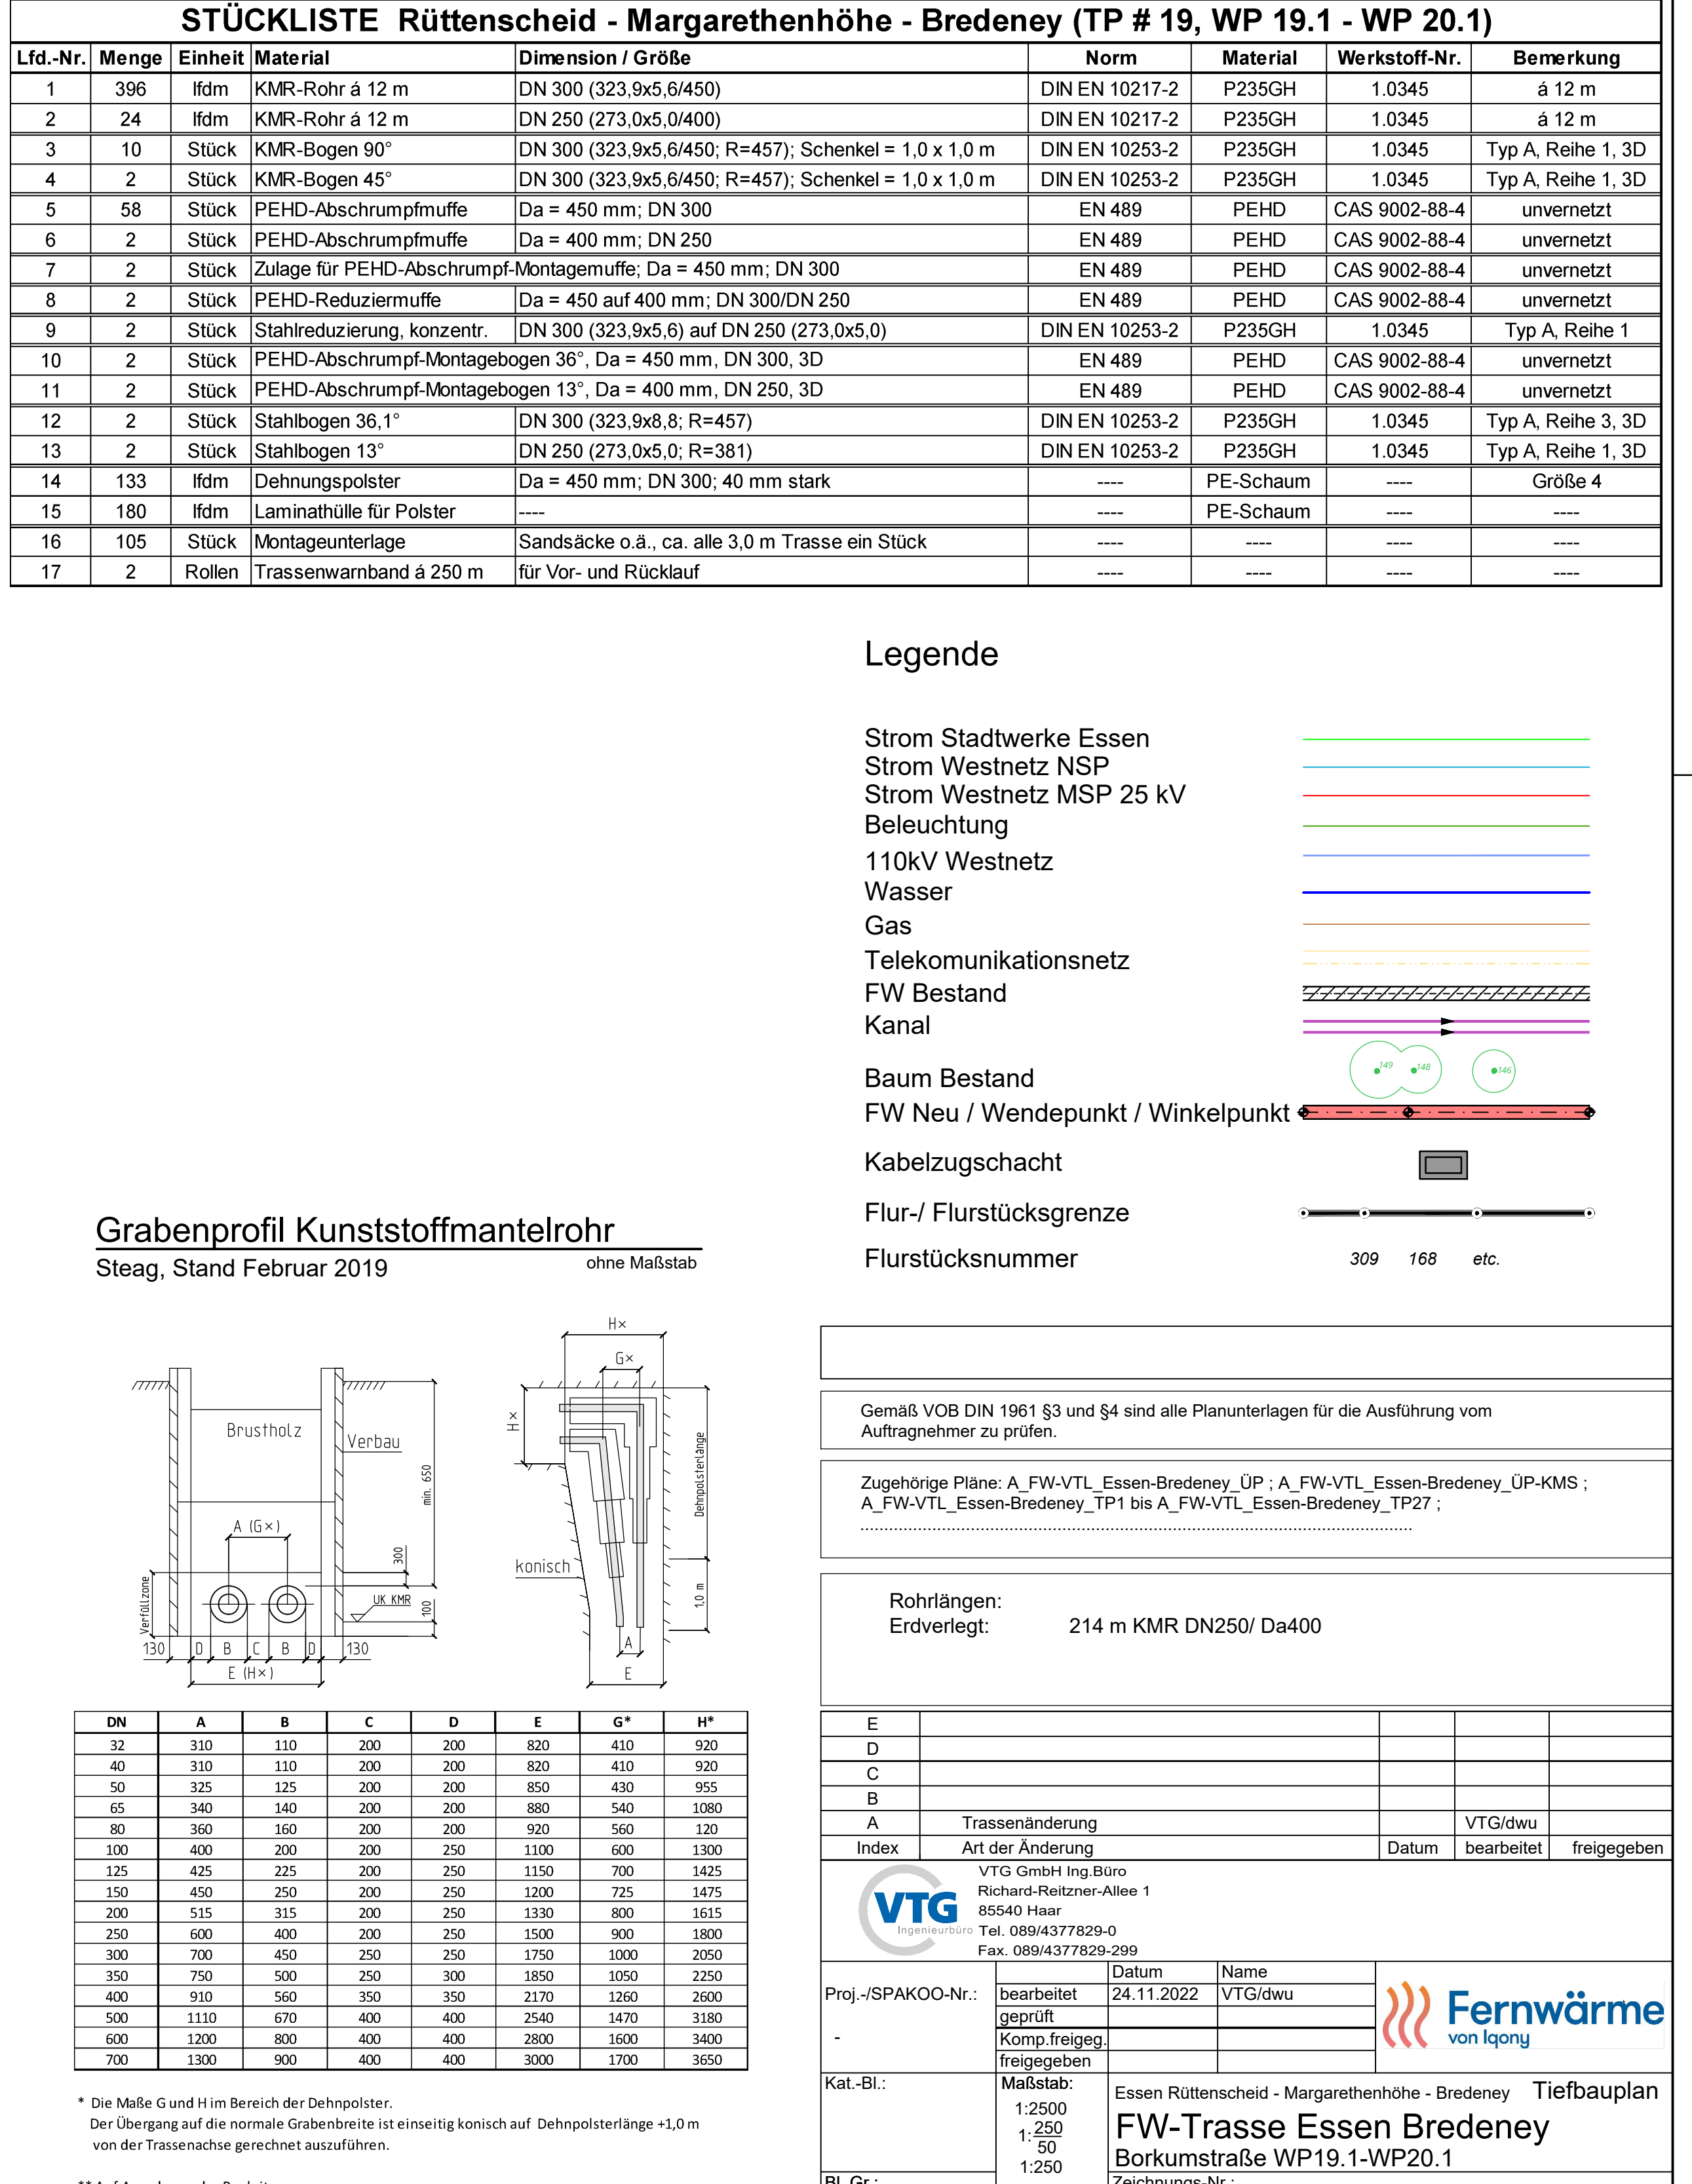 STÜCKLISTE Rüttenscheid - Margarethenhöhe - Bredeney (TP # 19, WP 19.1 - WP 20.1)
Lfd.-Nr. Menge Einheit Material Dimension / Größe Norm Material Werkstoff-Nr. Bemerkung
1 396 lfdm KMR-Rohr á 12 m DN 300 (323,9x5,6/450) DIN EN 10217-2 P235GH 1.0345 á 12 m
2 24 lfdm KMR-Rohr á 12 m DN 250 (273,0x5,0/400) DIN EN 10217-2 P235GH 1.0345 á 12 m
3 10 Stück KMR-Bogen 90° DN 300 (323,9x5,6/450; R=457); Schenkel = 1,0 x 1,0 m DIN EN 10253-2 P235GH 1.0345 Typ A, Reihe 1, 3D
4 2 Stück KMR-Bogen 45° DN 300 (323,9x5,6/450; R=457); Schenkel = 1,0 x 1,0 m DIN EN 10253-2 P235GH 1.0345 Typ A, Reihe 1, 3D
5 58 Stück PEHD-Abschrumpfmuffe Da = 450 mm; DN 300 EN 489 PEHD CAS 9002-88-4 unvernetzt
6 2 Stück PEHD-Abschrumpfmuffe Da = 400 mm; DN 250 EN 489 PEHD CAS 9002-88-4 unvernetzt
7 2 Stück Zulage für PEHD-Abschrumpf-Montagemuffe; Da = 450 mm; DN 300 EN 489 PEHD CAS 9002-88-4 unvernetzt
8 2 Stück PEHD-Reduziermuffe Da = 450 auf 400 mm; DN 300/DN 250 EN 489 PEHD CAS 9002-88-4 unvernetzt
9 2 Stück Stahlreduzierung, konzentr. DN 300 (323,9x5,6) auf DN 250 (273,0x5,0) DIN EN 10253-2 P235GH 1.0345 Typ A, Reihe 1
10 2 Stück PEHD-Abschrumpf-Montagebogen 36°, Da = 450 mm, DN 300, 3D EN 489 PEHD CAS 9002-88-4 unvernetzt
11 2 Stück PEHD-Abschrumpf-Montagebogen 13°, Da = 400 mm, DN 250, 3D EN 489 PEHD CAS 9002-88-4 unvernetzt
12 2 Stück Stahlbogen 36,1° DN 300 (323,9x8,8; R=457) DIN EN 10253-2 P235GH 1.0345 Typ A, Reihe 3, 3D
13 2 Stück Stahlbogen 13° DN 250 (273,0x5,0; R=381) DIN EN 10253-2 P235GH 1.0345 Typ A, Reihe 1, 3D
14 133 lfdm Dehnungspolster Da = 450 mm; DN 300; 40 mm stark ---- PE-Schaum ---- Größe 4
15 180 lfdm Laminathülle für Polster ---- ---- PE-Schaum ---- ----
16 105 Stück Montageunterlage Sandsäcke o.ä., ca. alle 3,0 m Trasse ein Stück ---- ---- ---- ----
17 2 Rollen Trassenwarnband á 250 m für Vor- und Rücklauf ---- ---- ---- ----
Legende
Strom Stadtwerke Essen
Strom Westnetz NSP
Strom Westnetz MSP 25 kV
Beleuchtung
110kV Westnetz
Wasser
Gas
Telekomunikationsnetz
FW Bestand
Kanal
Baum Bestand 149 148 146
FW Neu / Wendepunkt / Winkelpunkt
Kabelzugschacht
Flur-/ Flurstücksgrenze
Flurstücksnummer 309 168 etc.
Grabenprofil Kunststoffmantelrohr
Steag, Stand Februar 2019 ohne Maßstab
Brustholz
Verbau
min. 650
A (G×)
300
UK KMR
100
Verfüllzone
130 D B C B D 130
E (H×)
H×
G×
H×
Dehnpolsterlänge
konisch
1,0 m
A
E
DN A B C D E G* H*
32 310 110 200 200 820 410 920
40 310 110 200 200 820 410 920
50 325 125 200 200 850 430 955
65 340 140 200 200 880 540 1080
80 360 160 200 200 920 560 120
100 400 200 200 250 1100 600 1300
125 425 225 200 250 1150 700 1425
150 450 250 200 250 1200 725 1475
200 515 315 200 250 1330 800 1615
250 600 400 200 250 1500 900 1800
300 700 450 250 250 1750 1000 2050
350 750 500 250 300 1850 1050 2250
400 910 560 350 350 2170 1260 2600
500 1110 670 400 400 2540 1470 3180
600 1200 800 400 400 2800 1600 3400
700 1300 900 400 400 3000 1700 3650
* Die Maße G und H im Bereich der Dehnpolster.
Der Übergang auf die normale Grabenbreite ist einseitig konisch auf Dehnpolsterlänge +1,0 m
von der Trassenachse gerechnet auszuführen.
Gemäß VOB DIN 1961 §3 und §4 sind alle Planunterlagen für die Ausführung vom
Auftragnehmer zu prüfen.
Zugehörige Pläne: A_FW-VTL_Essen-Bredeney_ÜP ; A_FW-VTL_Essen-Bredeney_ÜP-KMS ;
A_FW-VTL_Essen-Bredeney_TP1 bis A_FW-VTL_Essen-Bredeney_TP27 ;
Rohrlängen:
Erdverlegt: 214 m KMR DN250/ Da400
E
D
C
B
A Trassenänderung VTG/dwu
Index Art der Änderung Datum bearbeitet freigegeben
VTG
Ingenieurbüro
VTG GmbH Ing.Büro
Richard-Reitzner-Allee 1
85540 Haar
Tel. 089/4377829-0
Fax. 089/4377829-299
Datum Name
Proj.-/SPAKOO-Nr.: bearbeitet 24.11.2022 VTG/dwu
geprüft
- Komp.freigeg.
freigegeben
Fernwärme
von Iqony
Kat.-Bl.: Maßstab:
1:2500
1:250/50
1:250
Essen Rüttenscheid - Margarethenhöhe - Bredeney Tiefbauplan
FW-Trasse Essen Bredeney
Borkumstraße WP19.1-WP20.1
Bl.Gr.: Zeichnungs-Nr.: